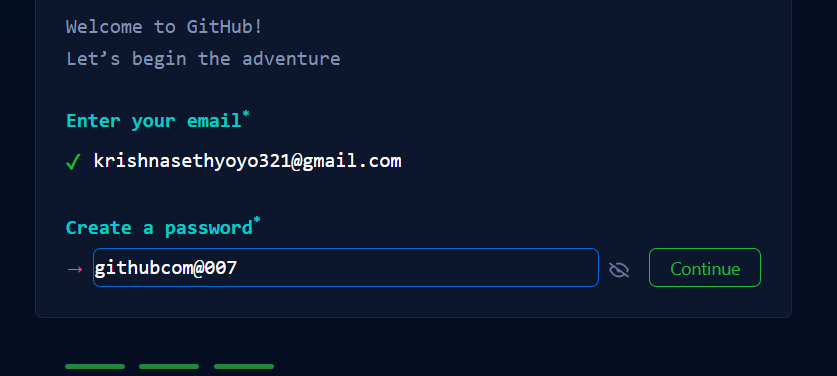 Welcome to GitHub!
Let’s begin the adventure
Enter your email*
✓ krishnasethyoyo321@gmail.com
Create a password*
→ githubcom@007 Continue